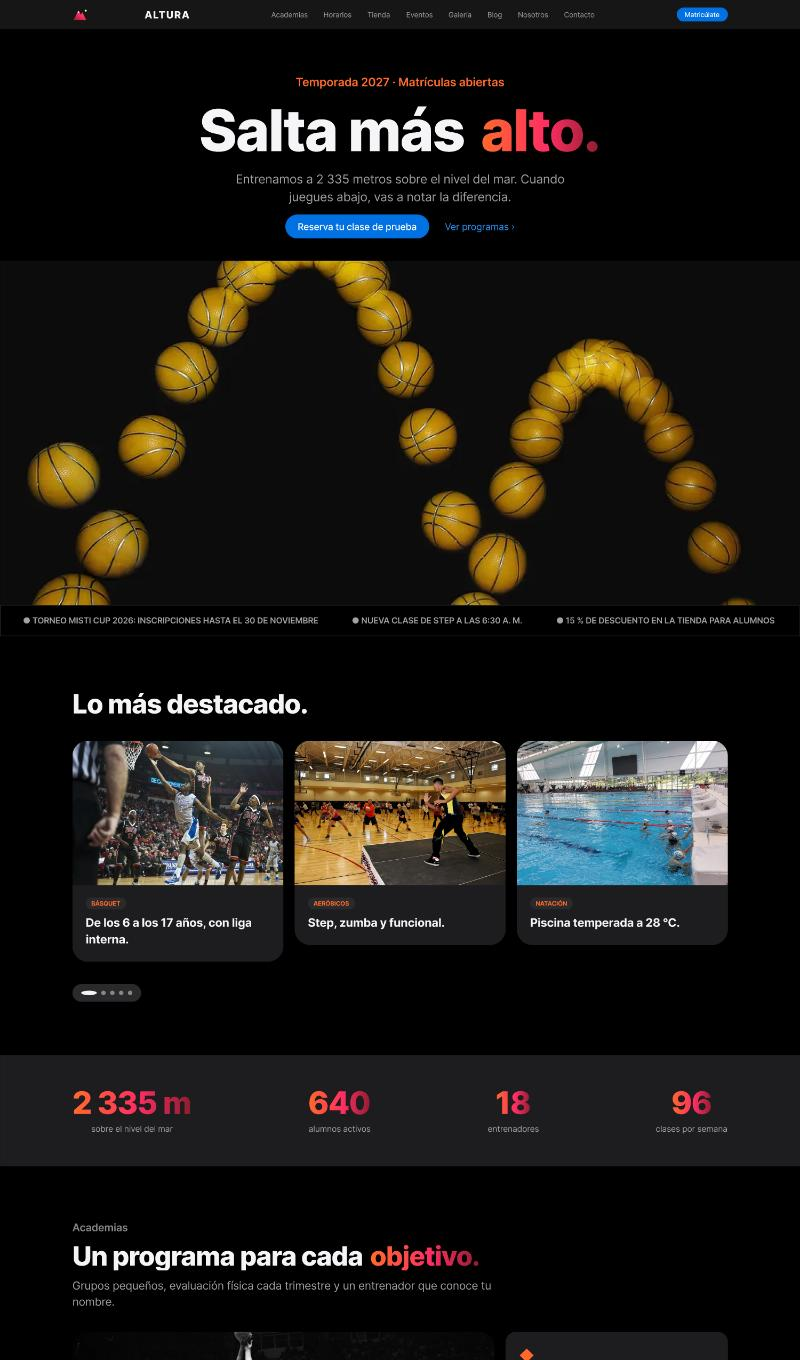 ALTURA
Academias Horarios Tienda Eventos Galería Blog Nosotros Contacto
Matricúlate
Temporada 2027 · Matrículas abiertas
Salta más alto.
Entrenamos a 2 335 metros sobre el nivel del mar. Cuando
juegues abajo, vas a notar la diferencia.
Reserva tu clase de prueba
Ver programas ›
TORNEO MISTI CUP 2026: INSCRIPCIONES HASTA EL 30 DE NOVIEMBRE
NUEVA CLASE DE STEP A LAS 6:30 A. M.
15 % DE DESCUENTO EN LA TIENDA PARA ALUMNOS
Lo más destacado.
BÁSQUET
De los 6 a los 17 años, con liga
interna.
AERÓBICOS
Step, zumba y funcional.
NATACIÓN
Piscina temperada a 28 °C.
2 335 m
sobre el nivel del mar
640
alumnos activos
18
entrenadores
96
clases por semana
Academias
Un programa para cada objetivo.
Grupos pequeños, evaluación física cada trimestre y un entrenador que conoce tu
nombre.